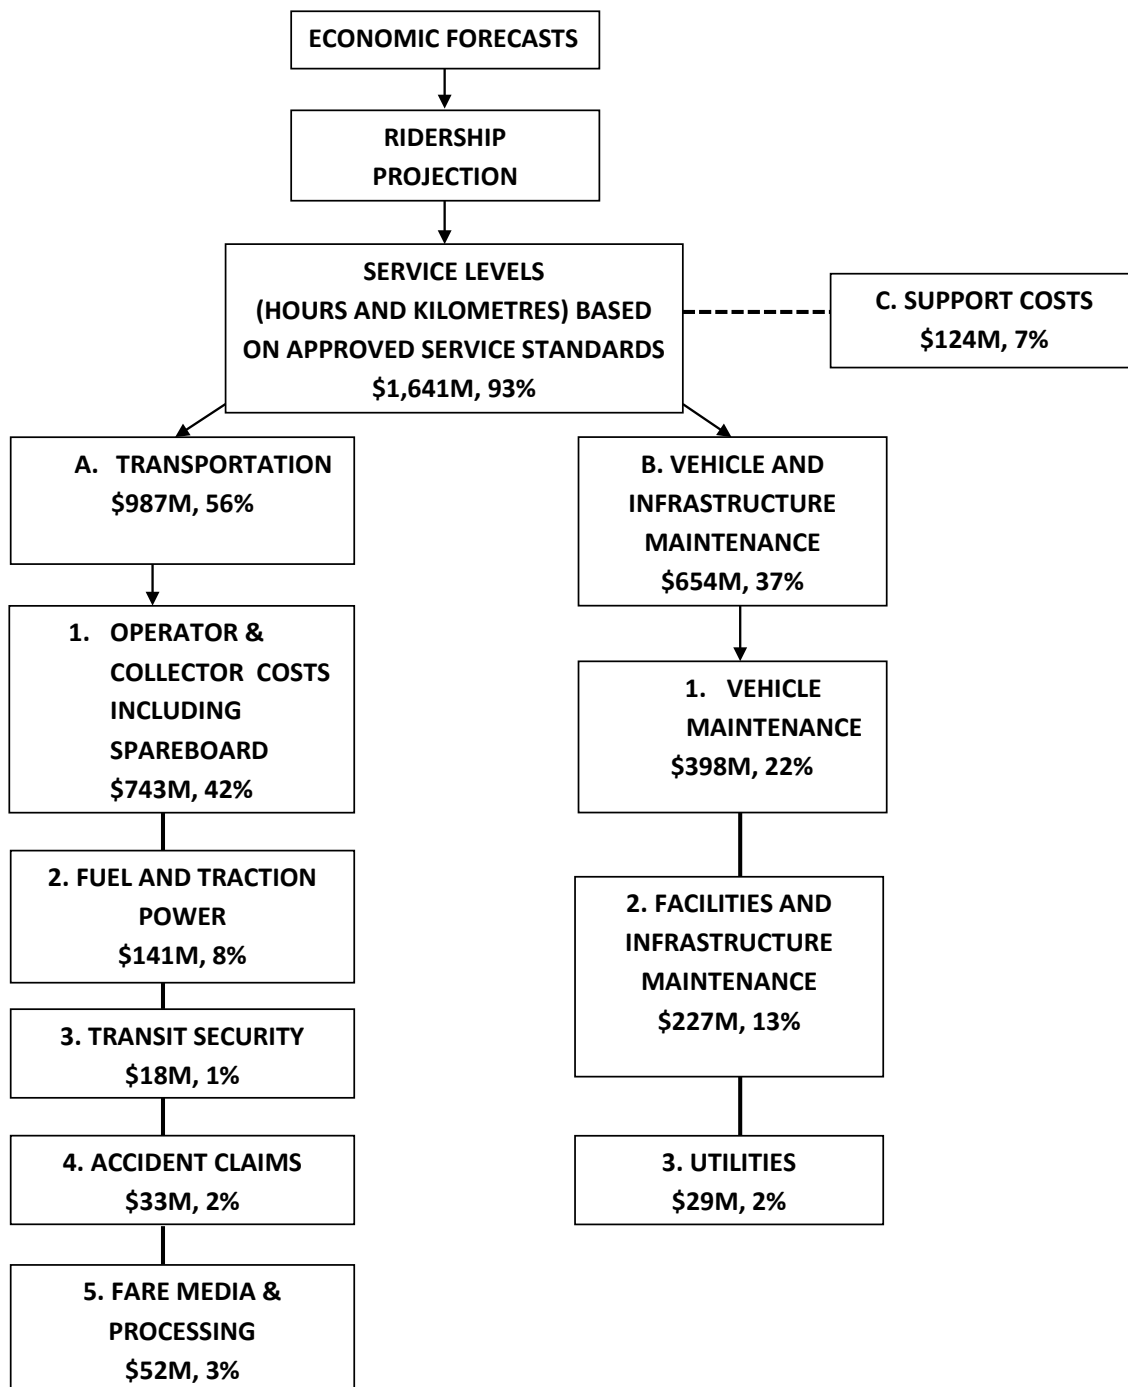 ECONOMIC FORECASTS
RIDERSHIP
PROJECTION
SERVICE LEVELS
(HOURS AND KILOMETRES) BASED
ON APPROVED SERVICE STANDARDS
$1,641M, 93%
C. SUPPORT COSTS
$124M, 7%
A. TRANSPORTATION
$987M, 56%
1. OPERATOR &
COLLECTOR COSTS
INCLUDING
SPAREBOARD
$743M, 42%
2. FUEL AND TRACTION
POWER
$141M, 8%
3. TRANSIT SECURITY
$18M, 1%
4. ACCIDENT CLAIMS
$33M, 2%
5. FARE MEDIA &
PROCESSING
$52M, 3%
B. VEHICLE AND
INFRASTRUCTURE
MAINTENANCE
$654M, 37%
1. VEHICLE
MAINTENANCE
$398M, 22%
2. FACILITIES AND
INFRASTRUCTURE
MAINTENANCE
$227M, 13%
3. UTILITIES
$29M, 2%